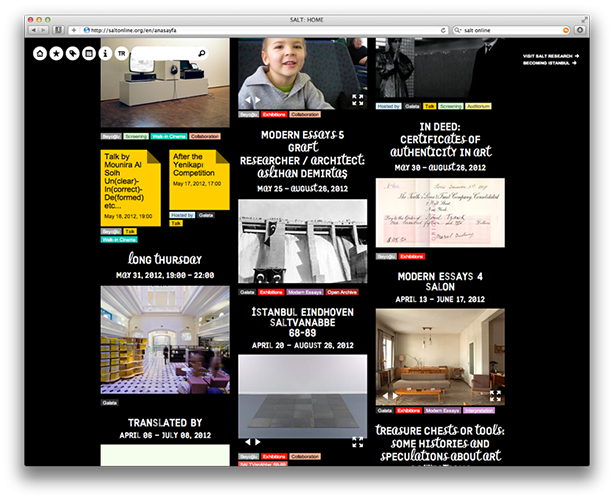 SALT: HOME
http://saltonline.org/en/anasayfa
salt online
TR
VISIT SALT RESEARCH
BECOMING ISTANBUL
Beyoğlu Screening Walk-in Cinema Collaboration
Talk by
Mounira Al
Solh
Un(clear)-
In(correct)-
De(formed)
etc...
May 18, 2012, 19:00
Beyoğlu Talk
Walk-in Cinema
After the
Yenikapı
Competition
May 17, 2012, 19:00
Hosted by Galata
Talk
LONG THURSDAY
MAY 31, 2012, 19:00 – 22:00
Galata
TRANSLATED BY
APRIL 06 – JULY 08, 2012
Beyoğlu Exhibitions Collaboration
MODERN ESSAYS 5
GRAFT
RESEARCHER / ARCHITECT:
ASLIHAN DEMIRTAŞ
MAY 25 – AUGUST 26, 2012
Galata Exhibitions Modern Essays Open Archive
İSTANBUL EINDHOVEN
SALTVANABBE
68-89
APRIL 20 – AUGUST 26, 2012
Beyoğlu Exhibitions Collaboration
SALTVanAbbe 68-89
Hosted by Galata Talk Screening Auditorium
IN DEED:
CERTIFICATES OF
AUTHENTICITY IN ART
MAY 30 – AUGUST 26, 2012
Beyoğlu Exhibitions
MODERN ESSAYS 4
SALON
APRIL 13 – JUNE 17, 2012
Galata Exhibitions Modern Essays Interpretation
TREASURE CHESTS OR TOOLS:
SOME HISTORIES AND
SPECULATIONS ABOUT ART